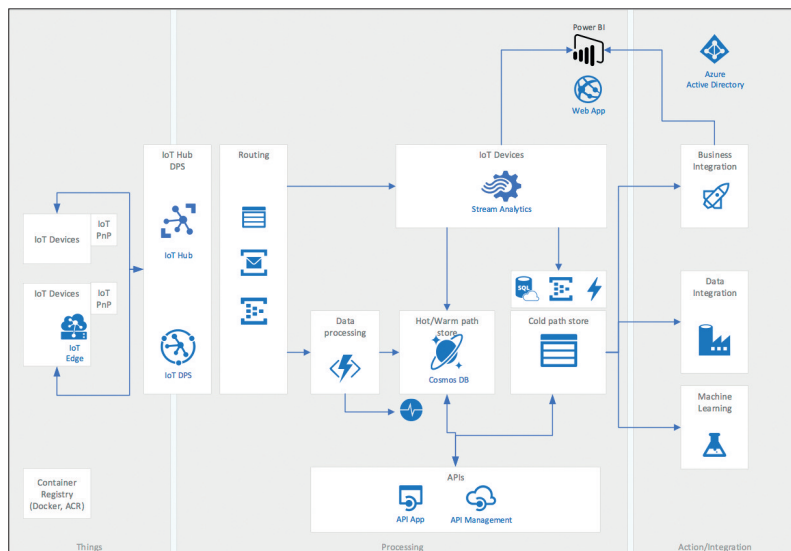 Power BI
Web App
Azure
Active Directory
IoT Hub
DPS
IoT Hub
IoT DPS
Routing
IoT Devices
Stream Analytics
Business
Integration
IoT Devices
IoT
PnP
IoT Devices
IoT
PnP
IoT
Edge
SQL
Data
processing
Hot/Warm path
store
Cosmos DB
Cold path store
Data
Integration
Machine
Learning
Container
Registry
(Docker, ACR)
APIs
API App
API Management
Things
Processing
Action/Integration